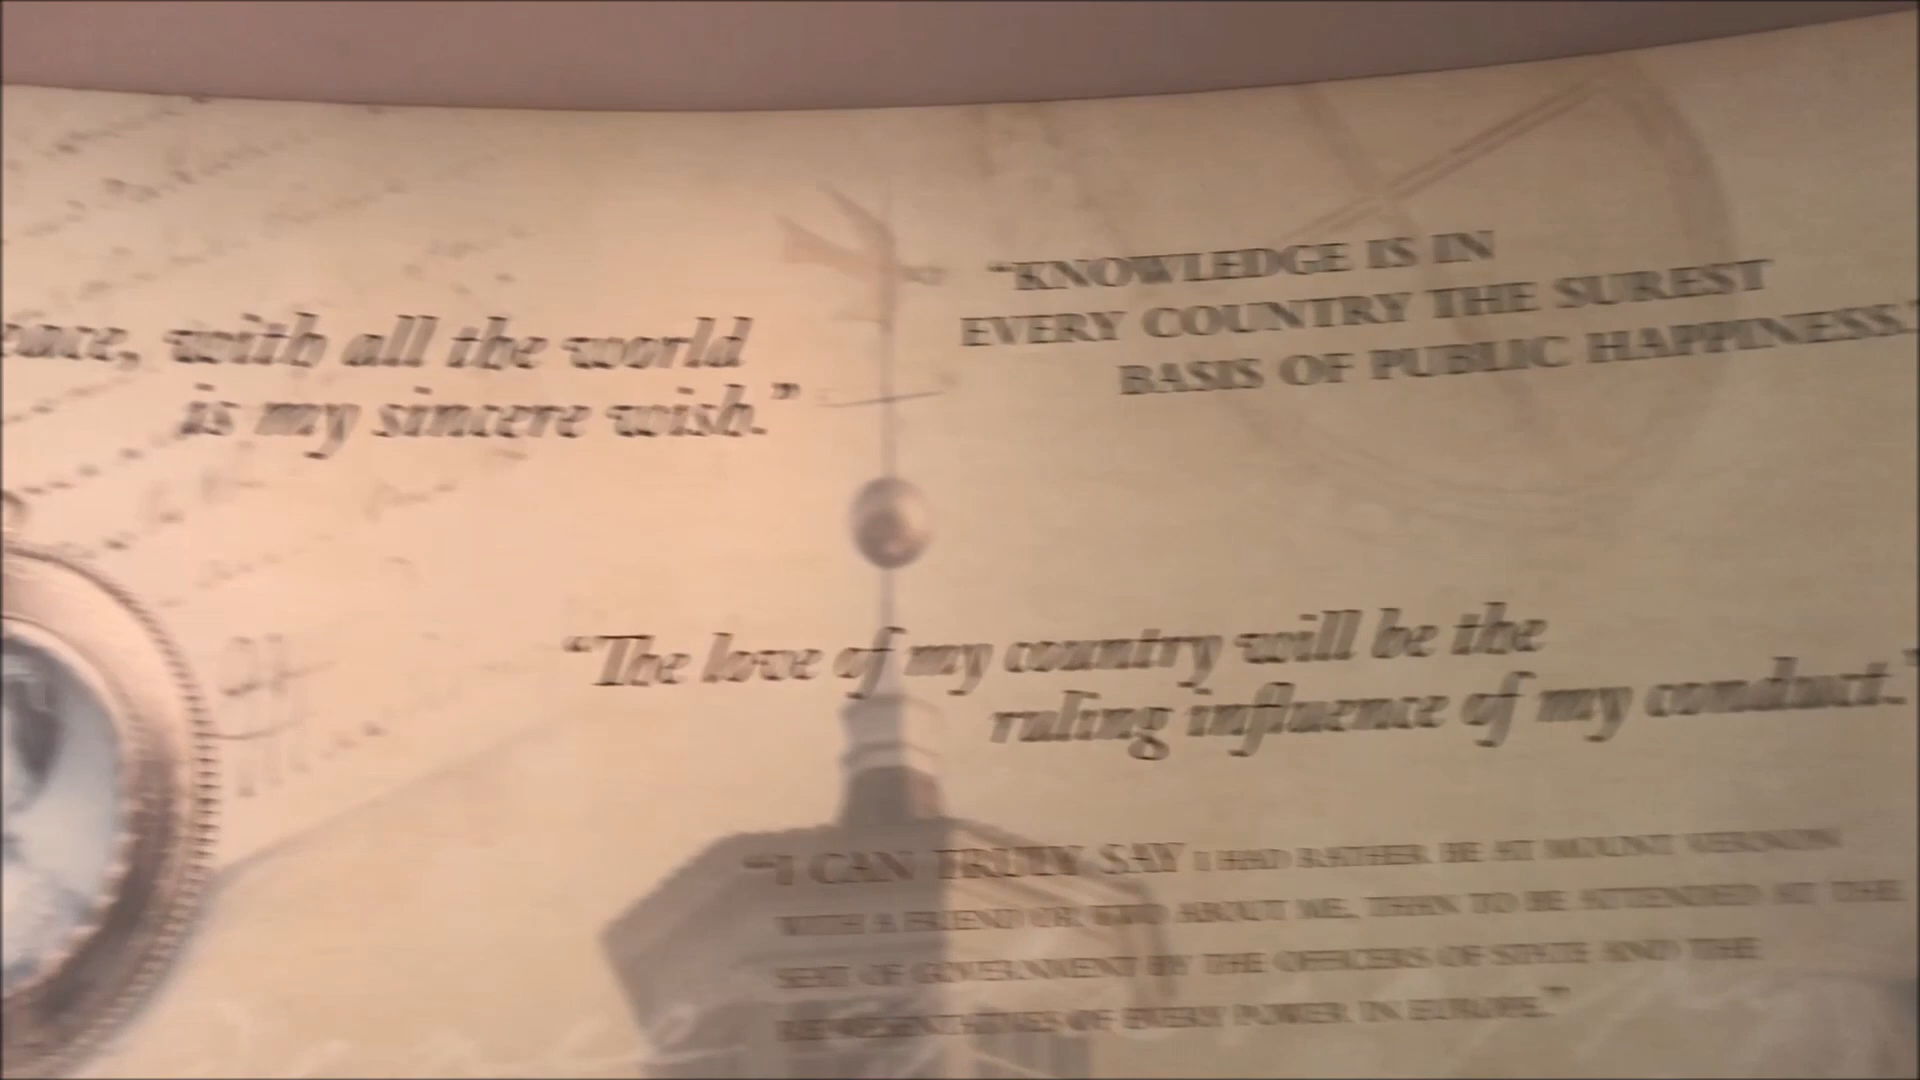 with all the world
is my sincere wish.”
“KNOWLEDGE IS IN
EVERY COUNTRY THE SUREST
BASIS OF PUBLIC HAPPINESS.
“The love of my country will be the
ruling influence of my conduct.”
“I CAN TRULY SAY I HAD RATHER BE AT MOUNT VERNON
WITH A FRIEND OR TWO ABOUT ME, THAN TO BE ATTENDED AT THE
SEAT OF GOVERNMENT BY THE OFFICERS OF STATE AND THE
REPRESENTATIVES OF EVERY POWER IN EUROPE.”